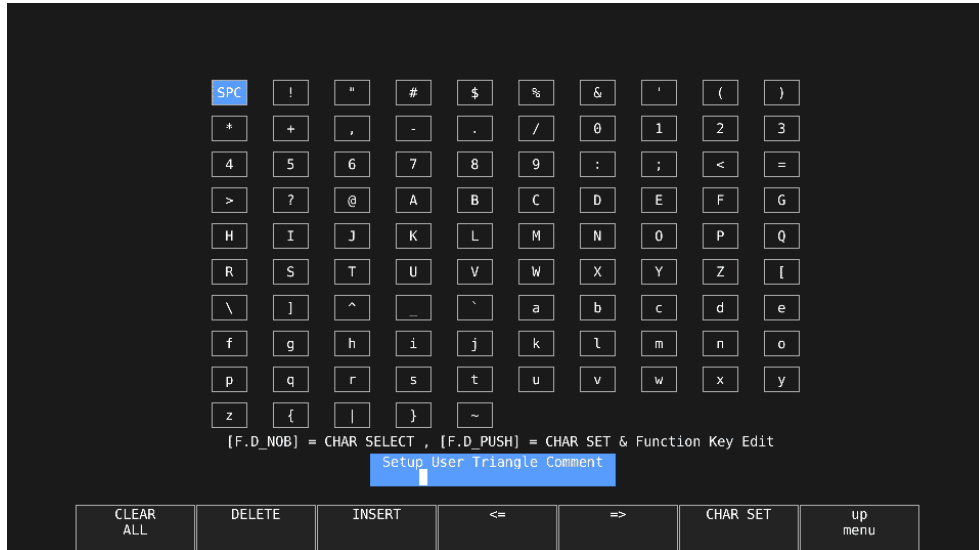 SPC ! " # $ % & ' ( )
* + , - . / 0 1 2 3
4 5 6 7 8 9 : ; < =
> ? @ A B C D E F G
H I J K L M N O P Q
R S T U V W X Y Z [
\ ] ^ _ ` a b c d e
f g h i j k l m n o
p q r s t u v w x y
z { | } ~
[F.D_NOB] = CHAR SELECT , [F.D_PUSH] = CHAR SET & Function Key Edit
Setup User Triangle Comment
CLEAR DELETE INSERT <= => CHAR SET up
ALL menu